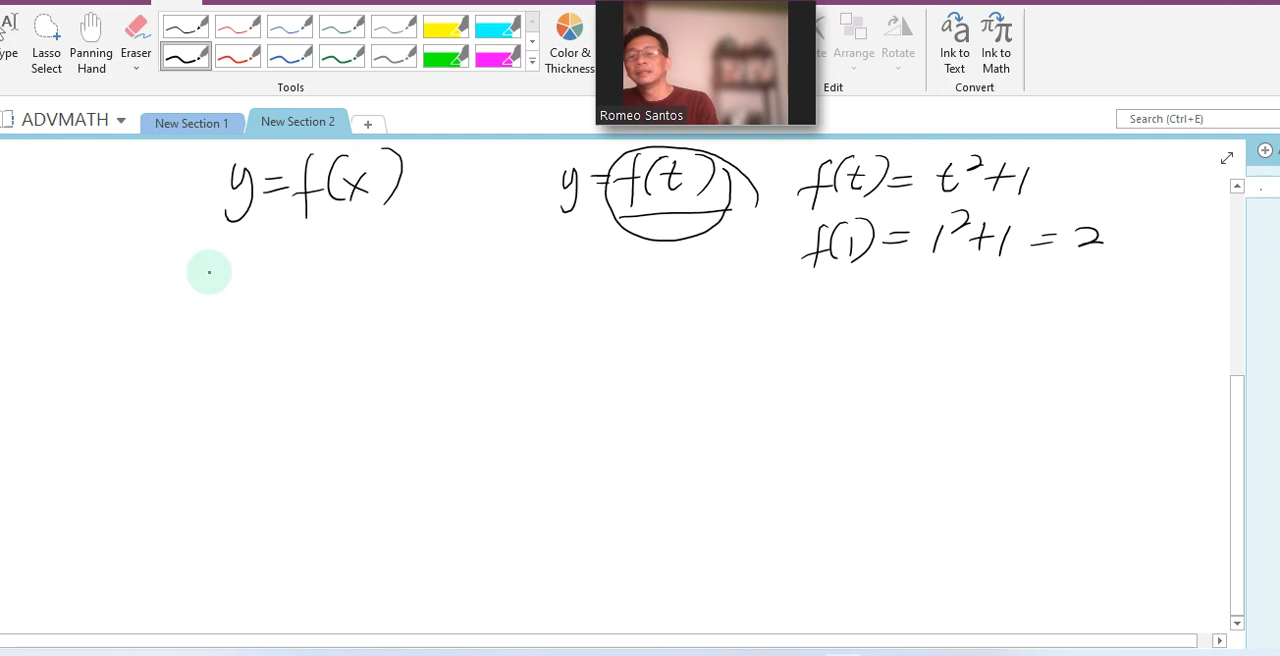 Type
Lasso Select
Panning Hand
Eraser
Color & Thickness
Arrange
Rotate
Ink to Text
Ink to Math
Tools
Edit
Convert
Romeo Santos
ADVMATH
New Section 1
New Section 2
+
Search (Ctrl+E)
y=f(x)
y=f(t)
f(t)= t²+1
f(1)= 1²+1 = 2